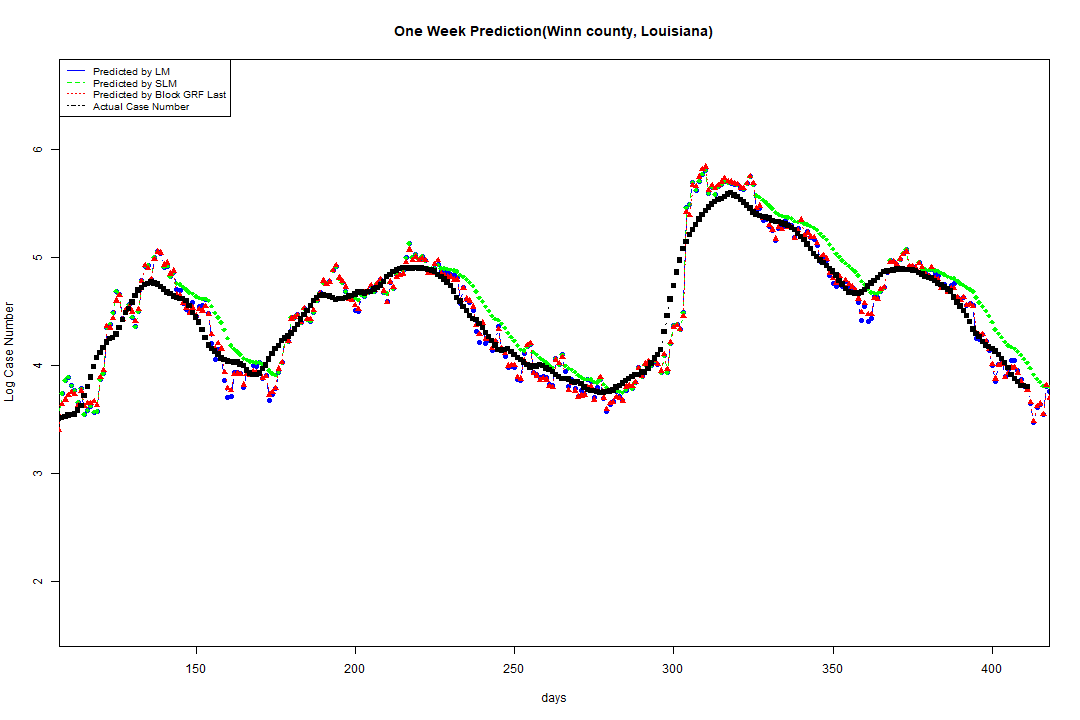 One Week Prediction(Winn county, Louisiana)
Predicted by LM
Predicted by SLM
Predicted by Block GRF Last
Actual Case Number
6
5
4
3
2
Log Case Number
150 200 250 300 350 400
days